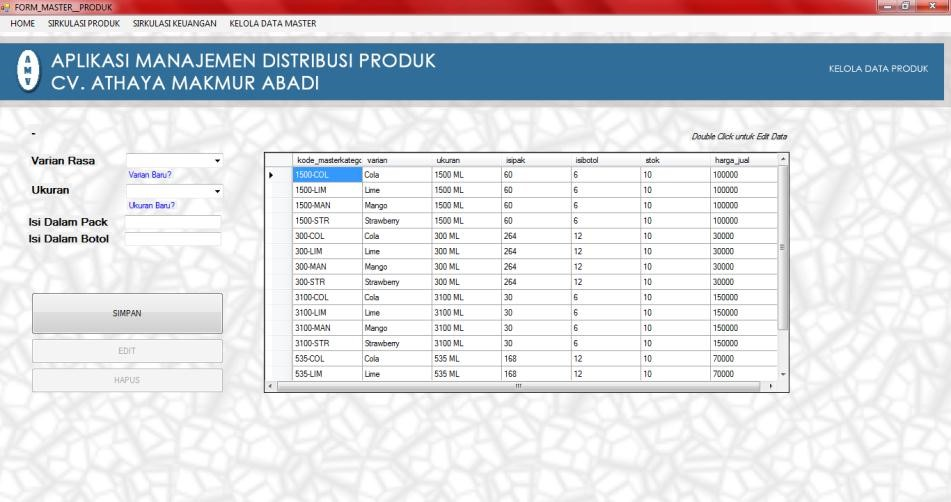 FORM_MASTER__PRODUK
HOME SIRKULASI PRODUK SIRKULASI KEUANGAN KELOLA DATA MASTER
AMV
APLIKASI MANAJEMEN DISTRIBUSI PRODUK
CV. ATHAYA MAKMUR ABADI
KELOLA DATA PRODUK
-
Double Click untuk Edit Data
Varian Rasa
Varian Baru?
Ukuran
Ukuran Baru?
Isi Dalam Pack
Isi Dalam Botol
SIMPAN
EDIT
HAPUS
kode_masterkatego varian ukuran isipak isibotol stok harga_jual
1500-COL Cola 1500 ML 60 6 10 100000
1500-LIM Lime 1500 ML 60 6 10 100000
1500-MAN Mango 1500 ML 60 6 10 100000
1500-STR Strawberry 1500 ML 60 6 10 100000
300-COL Cola 300 ML 264 12 10 30000
300-LIM Lime 300 ML 264 12 10 30000
300-MAN Mango 300 ML 264 12 10 30000
300-STR Strawberry 300 ML 264 12 10 30000
3100-COL Cola 3100 ML 30 6 10 150000
3100-LIM Lime 3100 ML 30 6 10 150000
3100-MAN Mango 3100 ML 30 6 10 150000
3100-STR Strawberry 3100 ML 30 6 10 150000
535-COL Cola 535 ML 168 12 10 70000
535-LIM Lime 535 ML 168 12 10 70000